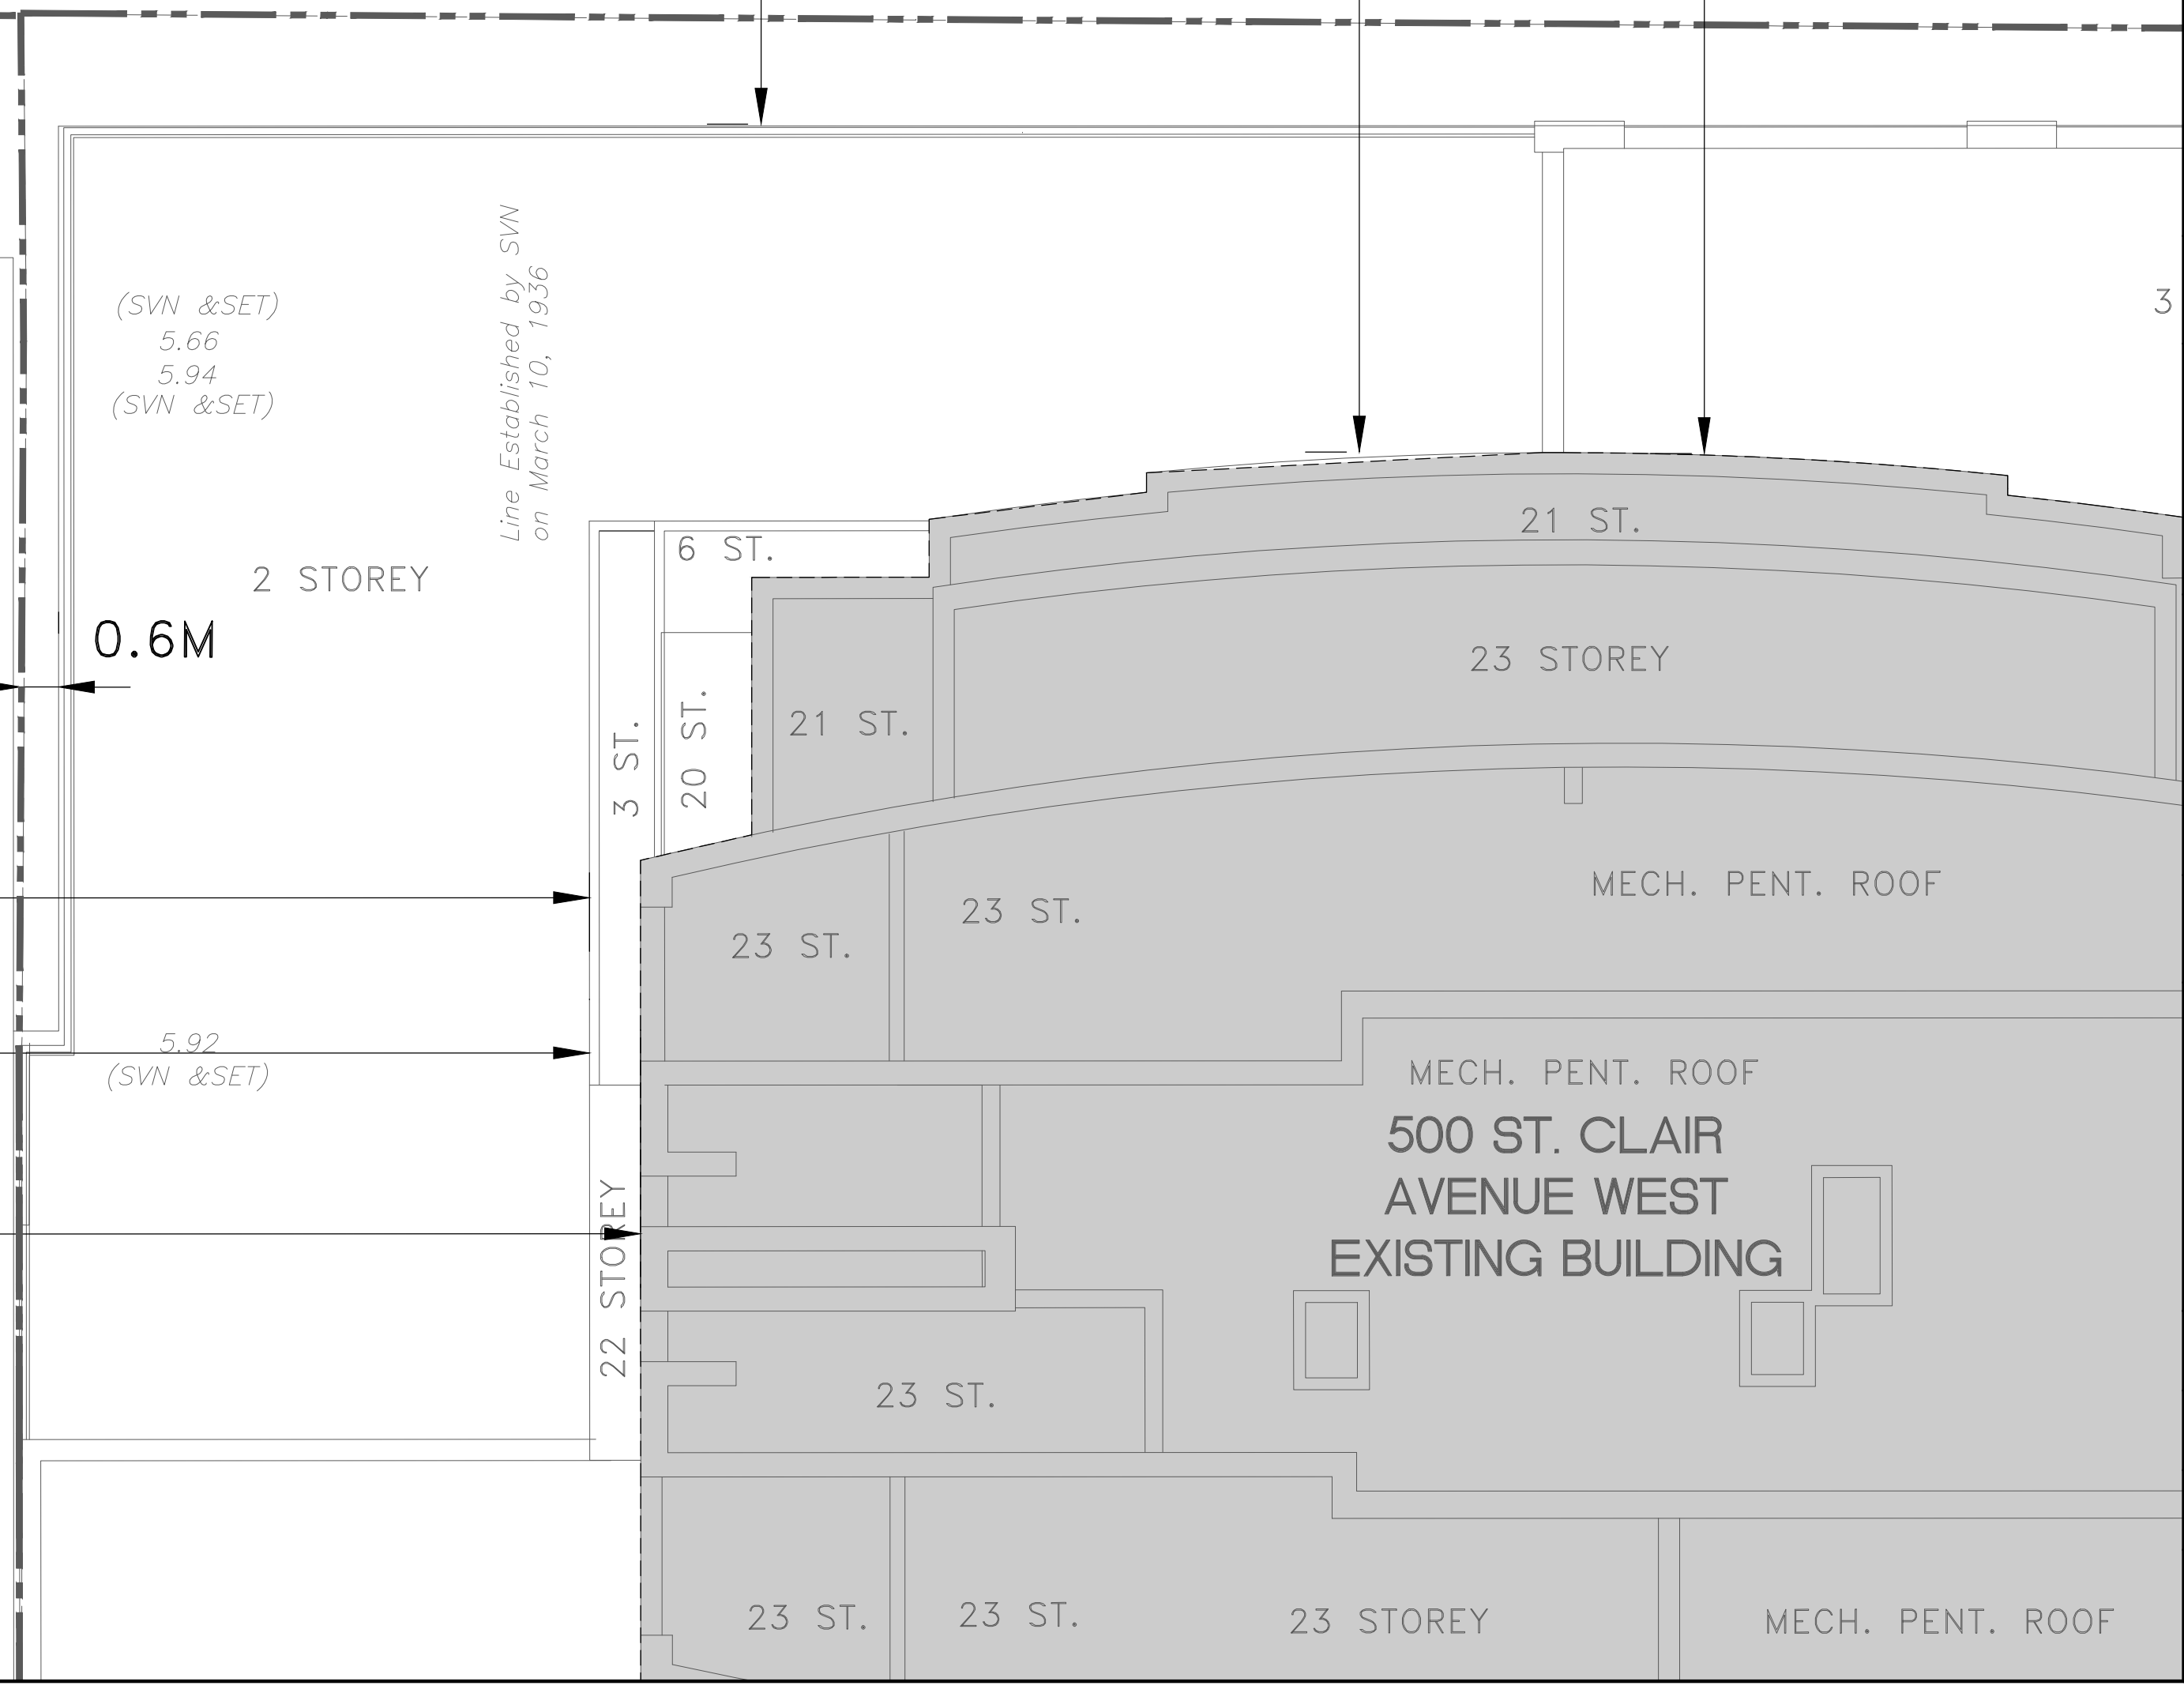 (SVN &SET)
5.66
5.94
(SVN &SET)
Line Established by SVN
on March 10, 1936
3
2 STOREY
0.6M
6 ST.
21 ST.
23 STOREY
3 ST.
20 ST.
21 ST.
MECH. PENT. ROOF
23 ST.
23 ST.
5.92
(SVN &SET)
MECH. PENT. ROOF
500 ST. CLAIR
AVENUE WEST
EXISTING BUILDING
22 STOREY
23 ST.
23 ST.
23 ST.
23 STOREY
MECH. PENT. ROOF